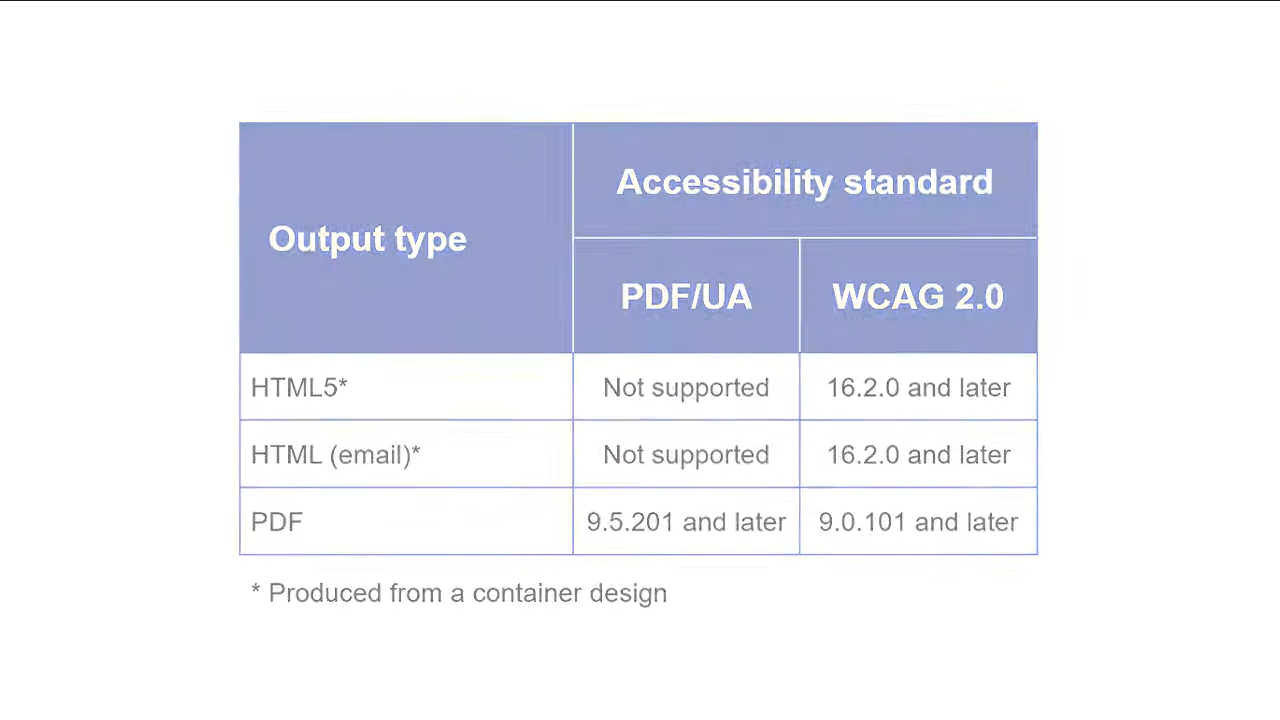 Output type
Accessibility standard
PDF/UA
WCAG 2.0
HTML5*
Not supported
16.2.0 and later
HTML (email)*
Not supported
16.2.0 and later
PDF
9.5.201 and later
9.0.101 and later
* Produced from a container design